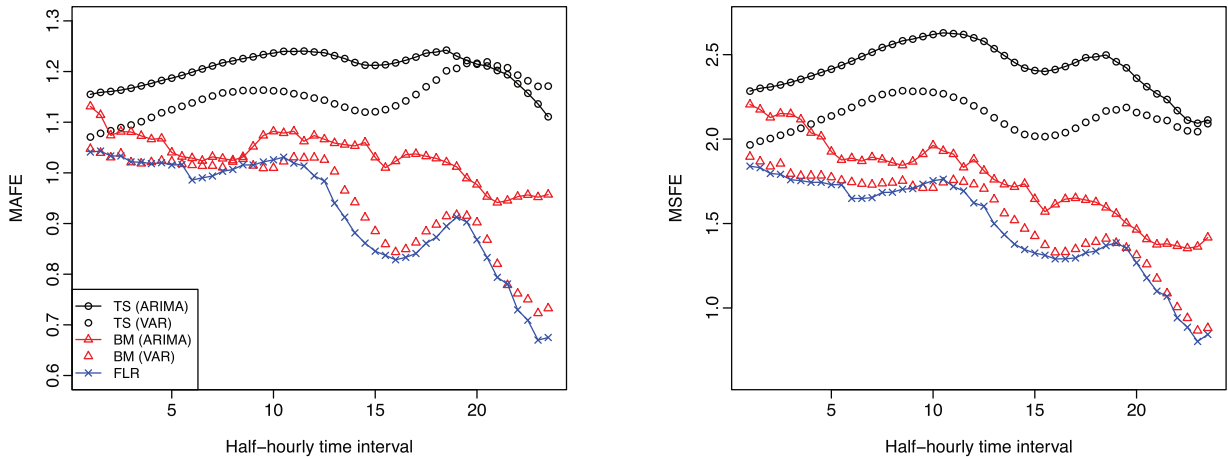 MAFE
1.3
1.2
1.1
1.0
0.9
0.8
0.7
0.6
TS (ARIMA)
TS (VAR)
BM (ARIMA)
BM (VAR)
FLR
5
10
15
20
Half−hourly time interval
MSFE
2.5
2.0
1.5
1.0
5
10
15
20
Half−hourly time interval